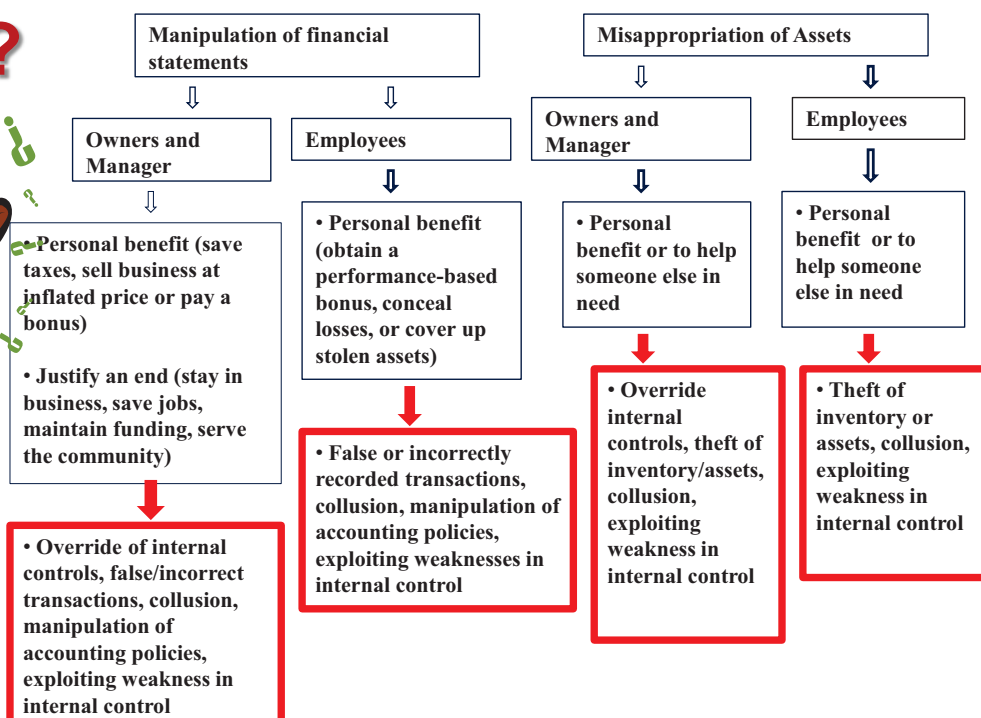 ?
Manipulation of financial
statements
Misappropriation of Assets
Owners and
Manager
Employees
Owners and
Manager
Employees
• Personal benefit (save
taxes, sell business at
inflated price or pay a
bonus)
• Justify an end (stay in
business, save jobs,
maintain funding, serve
the community)
• Personal benefit
(obtain a
performance-based
bonus, conceal
losses, or cover up
stolen assets)
• Personal
benefit or to help
someone else in
need
• Personal
benefit or to
help someone
else in need
• Override of internal
controls, false/incorrect
transactions, collusion,
manipulation of
accounting policies,
exploiting weakness in
internal control
• False or incorrectly
recorded transactions,
collusion, manipulation of
accounting policies,
exploiting weaknesses in
internal control
• Override
internal
controls, theft of
inventory/assets,
collusion,
exploiting
weakness in
internal control
• Theft of
inventory or
assets, collusion,
exploiting
weakness in
internal control